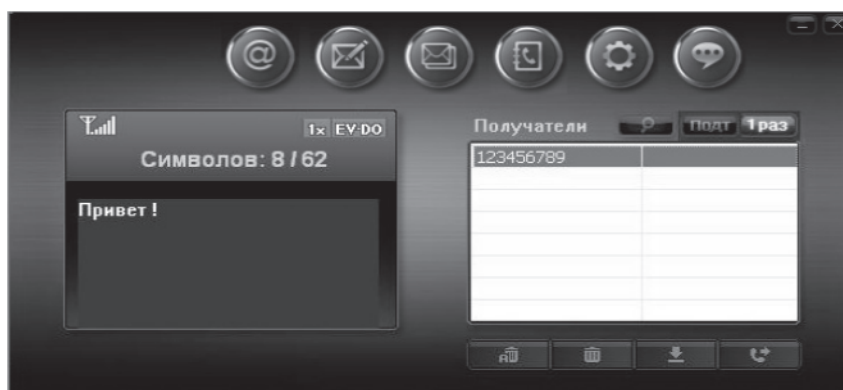 1x EV-DO
Символов: 8 / 62
Привет !
Получатели Подт 1 раз
123456789